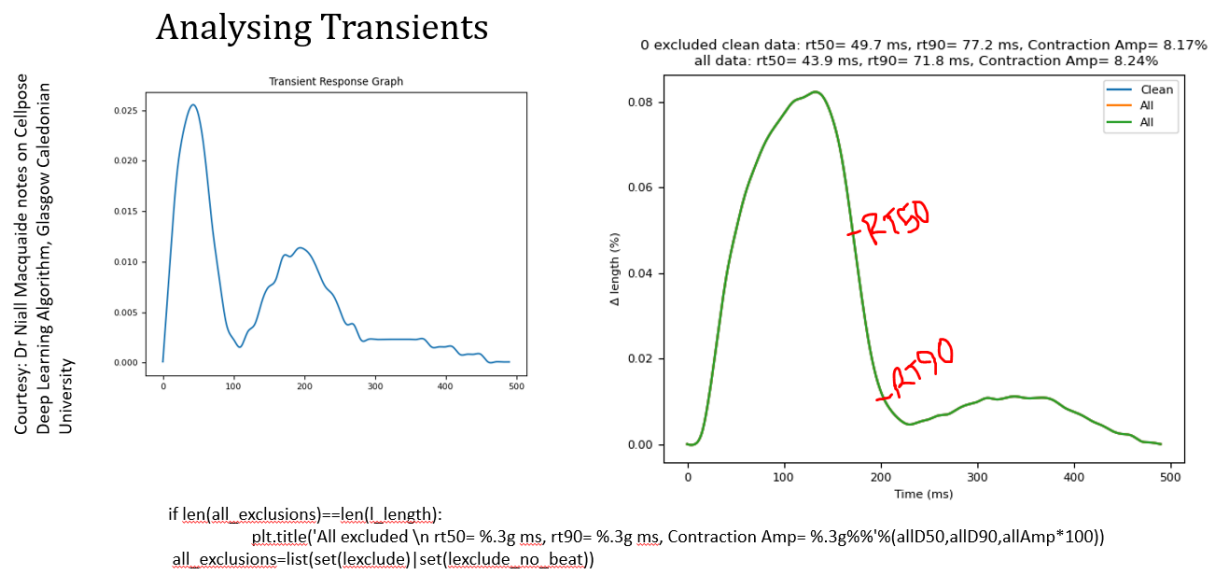 Analysing Transients
Courtesy: Dr Niall Macquaide notes on Cellpose
Deep Learning Algorithm, Glasgow Caledonian
University
Transient Response Graph
0.025
0.020
0.015
0.010
0.005
0.000
0 100 200 300 400 500
0 excluded clean data: rt50= 49.7 ms, rt90= 77.2 ms, Contraction Amp= 8.17%
all data: rt50= 43.9 ms, rt90= 71.8 ms, Contraction Amp= 8.24%
Clean
All
All
0.08
0.06
0.04
0.02
0.00
Δ length (%)
RT50
RT90
0 100 200 300 400 500
Time (ms)
if len(all_exclusions)==len(l_length):
plt.title('All excluded \n rt50= %.3g ms, rt90= %.3g ms, Contraction Amp= %.3g%%'%(allD50,allD90,allAmp*100))
all_exclusions=list(set(lexclude)|set(lexclude_no_beat))